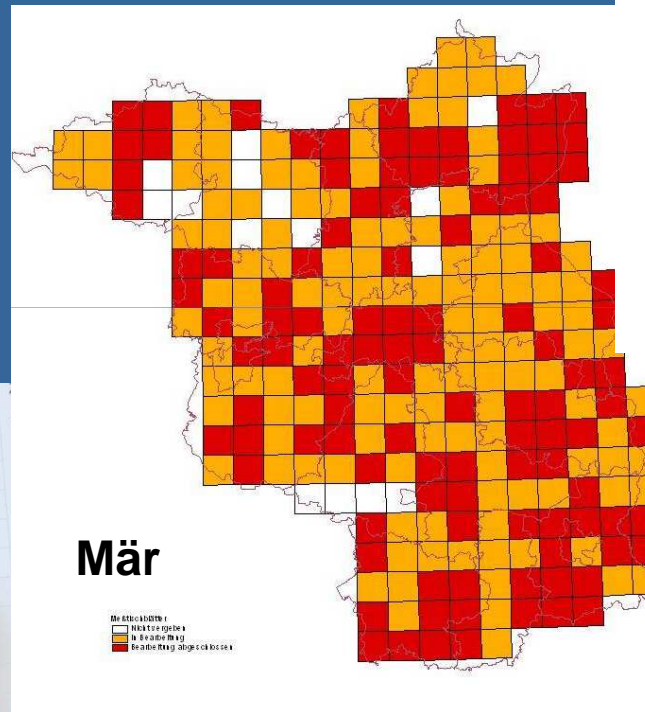 Mär
Meßtischblätter
Nicht vergeben
In Bearbeitung
Bearbeitung abgeschlossen